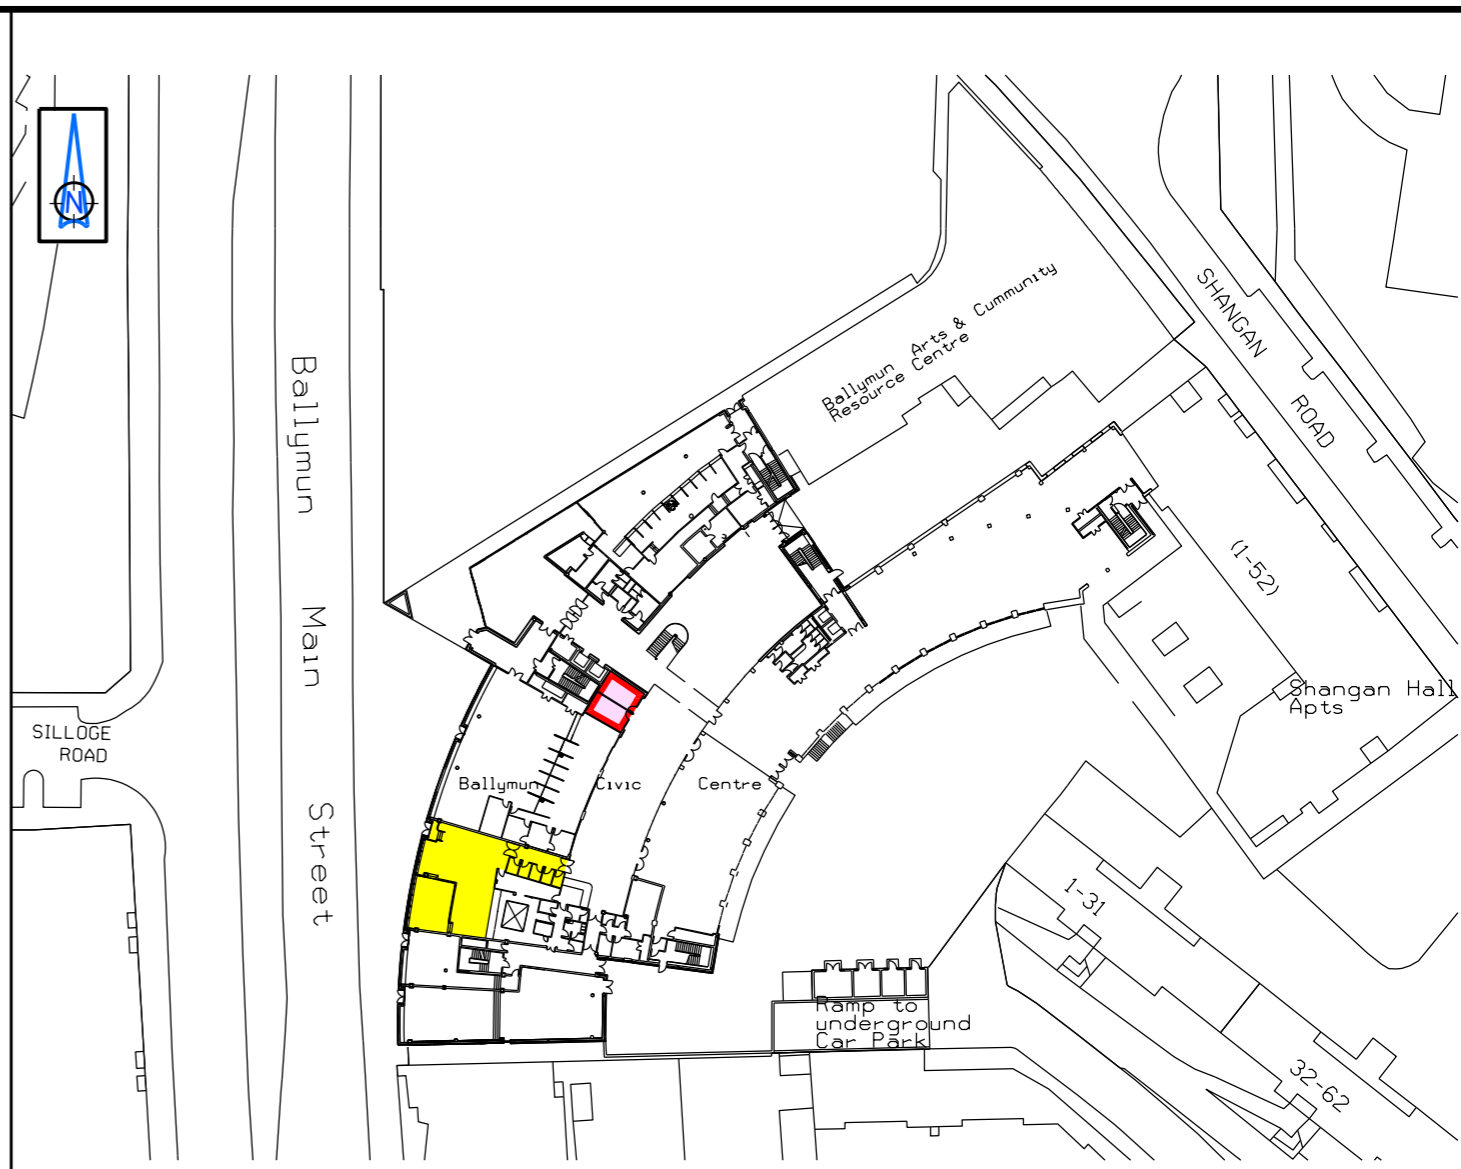 N
Ballymun Main Street
SILLOGE
ROAD
Ballymun Arts & Cummunity
Resource Centre
SHANGAN ROAD
(1-52)
Shangan Hall
Apts
Ballymun Civic Centre
1-31
32-62
Ramp to
underground
Car Park